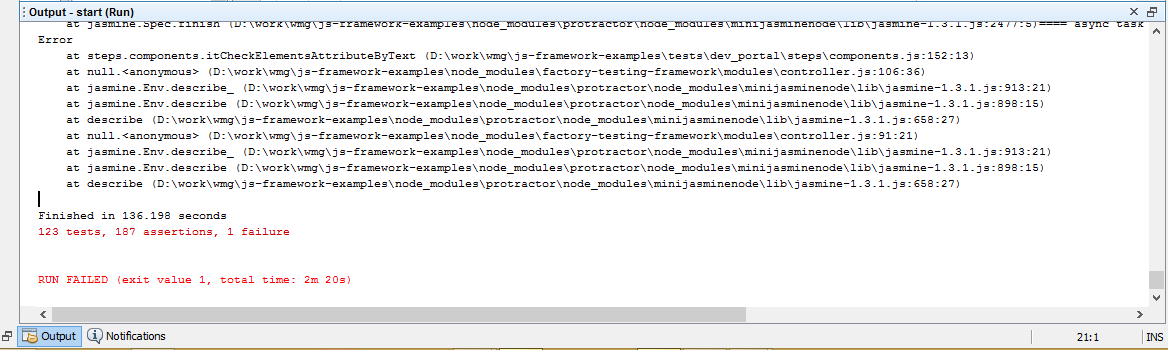 Output - start (Run)
at jasmine.Spec.finish (D:\work\wmg\js-framework-examples\node_modules\protractor\node_modules\minijasminenode\lib\jasmine-1.3.1.js:2477:5)==== async task
Error
at steps.components.itCheckElementsAttributeByText (D:\work\wmg\js-framework-examples\tests\dev_portal\steps\components.js:152:13)
at null.<anonymous> (D:\work\wmg\js-framework-examples\node_modules\factory-testing-framework\modules\controller.js:106:36)
at jasmine.Env.describe_ (D:\work\wmg\js-framework-examples\node_modules\protractor\node_modules\minijasminenode\lib\jasmine-1.3.1.js:913:21)
at jasmine.Env.describe (D:\work\wmg\js-framework-examples\node_modules\protractor\node_modules\minijasminenode\lib\jasmine-1.3.1.js:898:15)
at describe (D:\work\wmg\js-framework-examples\node_modules\protractor\node_modules\minijasminenode\lib\jasmine-1.3.1.js:658:27)
at null.<anonymous> (D:\work\wmg\js-framework-examples\node_modules\factory-testing-framework\modules\controller.js:91:21)
at jasmine.Env.describe_ (D:\work\wmg\js-framework-examples\node_modules\protractor\node_modules\minijasminenode\lib\jasmine-1.3.1.js:913:21)
at jasmine.Env.describe (D:\work\wmg\js-framework-examples\node_modules\protractor\node_modules\minijasminenode\lib\jasmine-1.3.1.js:898:15)
at describe (D:\work\wmg\js-framework-examples\node_modules\protractor\node_modules\minijasminenode\lib\jasmine-1.3.1.js:658:27)
Finished in 136.198 seconds
123 tests, 187 assertions, 1 failure
RUN FAILED (exit value 1, total time: 2m 20s)
Output Notifications 21:1 INS